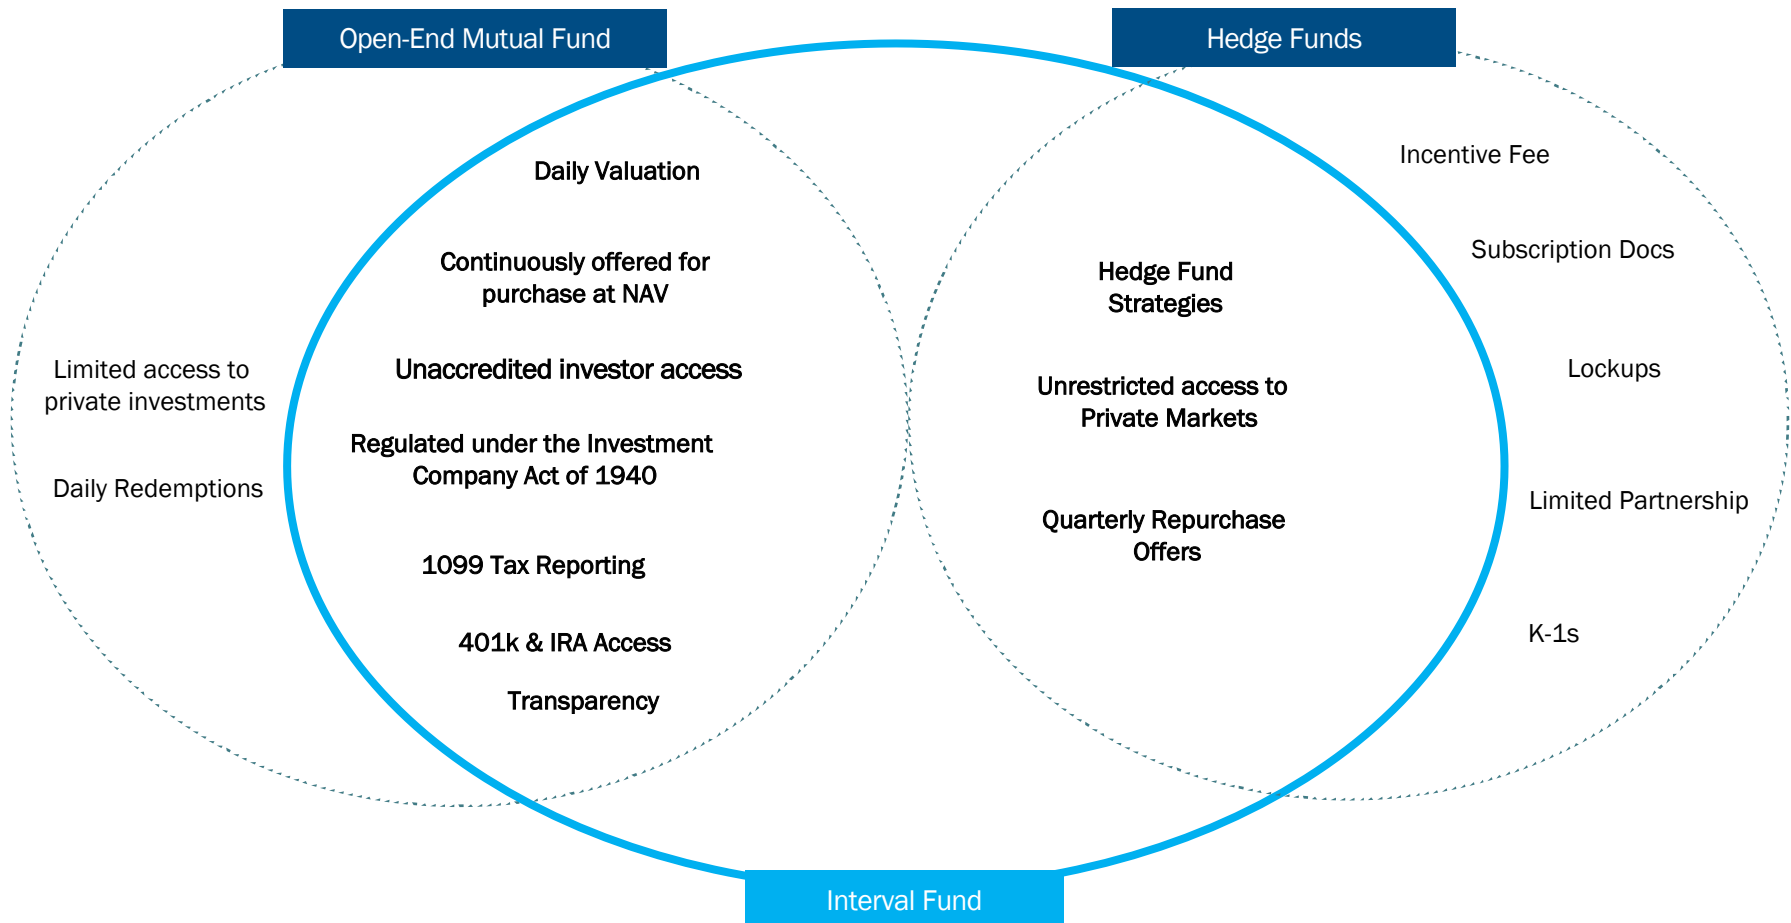 Open-End Mutual Fund
Hedge Funds
Limited access to
private investments
Daily Redemptions
Daily Valuation
Continuously offered for
purchase at NAV
Unaccredited investor access
Regulated under the Investment
Company Act of 1940
1099 Tax Reporting
401k & IRA Access
Transparency
Hedge Fund
Strategies
Unrestricted access to
Private Markets
Quarterly Repurchase
Offers
Incentive Fee
Subscription Docs
Lockups
Limited Partnership
K-1s
Interval Fund